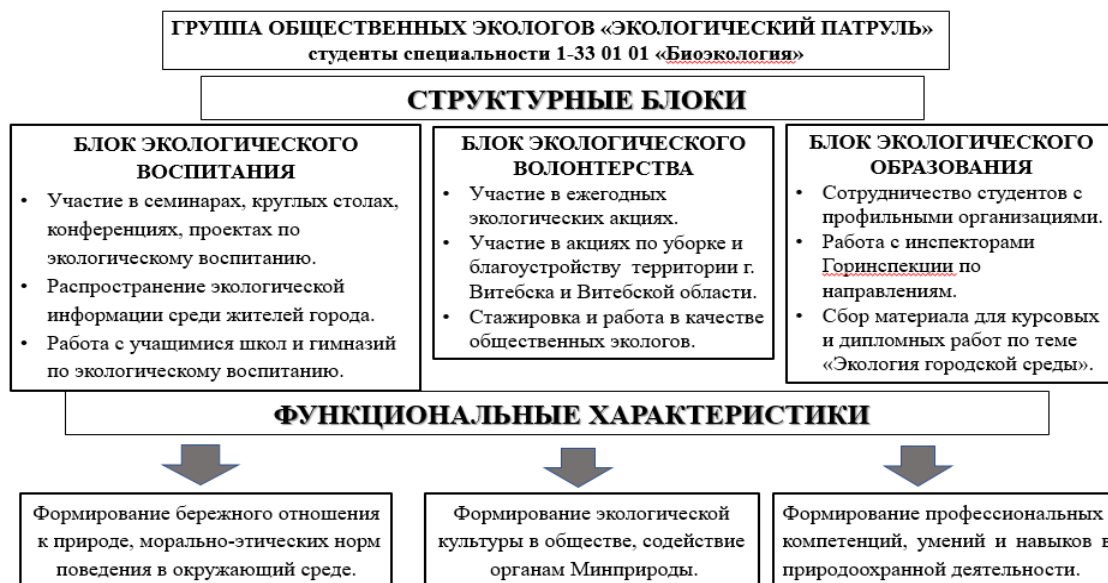 ГРУППА ОБЩЕСТВЕННЫХ ЭКОЛОГОВ «ЭКОЛОГИЧЕСКИЙ ПАТРУЛЬ»
студенты специальности 1-33 01 01 «Биоэкология»
СТРУКТУРНЫЕ БЛОКИ
БЛОК ЭКОЛОГИЧЕСКОГО
ВОСПИТАНИЯ
• Участие в семинарах, круглых столах,
конференциях, проектах по
экологическому воспитанию.
• Распространение экологической
информации среди жителей города.
• Работа с учащимися школ и гимназий
по экологическому воспитанию.
БЛОК ЭКОЛОГИЧЕСКОГО
ВОЛОНТЕРСТВА
• Участие в ежегодных
экологических акциях.
• Участие в акциях по уборке и
благоустройству территории г.
Витебска и Витебской области.
• Стажировка и работа в качестве
общественных экологов.
БЛОК ЭКОЛОГИЧЕСКОГО
ОБРАЗОВАНИЯ
• Сотрудничество студентов с
профильными организациями.
• Работа с инспекторами
Горинспекции по
направлениям.
• Сбор материала для курсовых
и дипломных работ по теме
«Экология городской среды».
ФУНКЦИОНАЛЬНЫЕ ХАРАКТЕРИСТИКИ
Формирование бережного отношения
к природе, морально-этических норм
поведения в окружающий среде.
Формирование экологической
культуры в обществе, содействие
органам Минприроды.
Формирование профессиональных
компетенций, умений и навыков в
природоохранной деятельности.